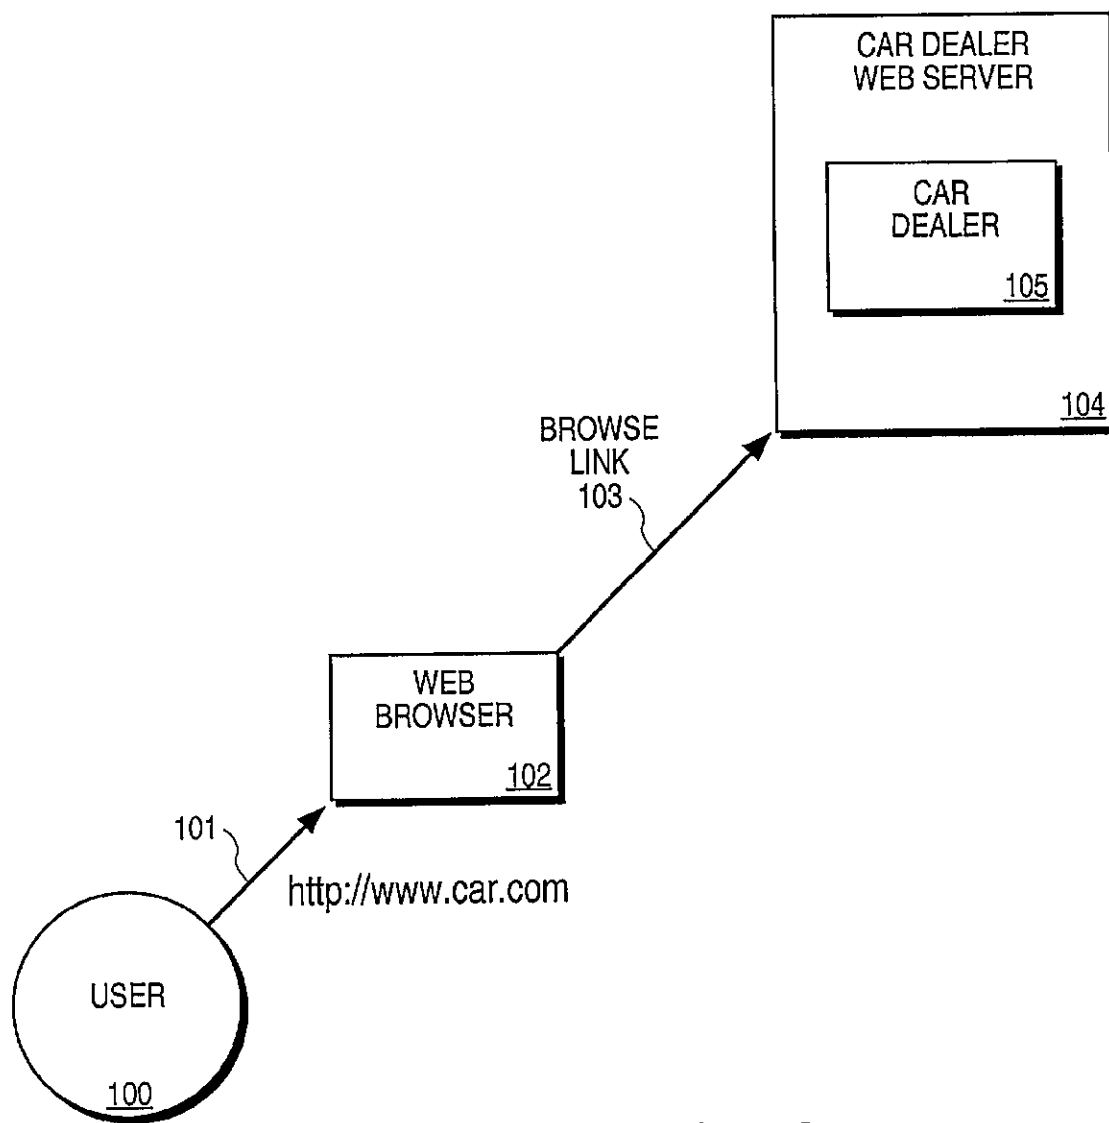 CAR DEALER
WEB SERVER
CAR
DEALER
105
104
BROWSE
LINK
103
WEB
BROWSER
102
101
http://www.car.com
USER
100